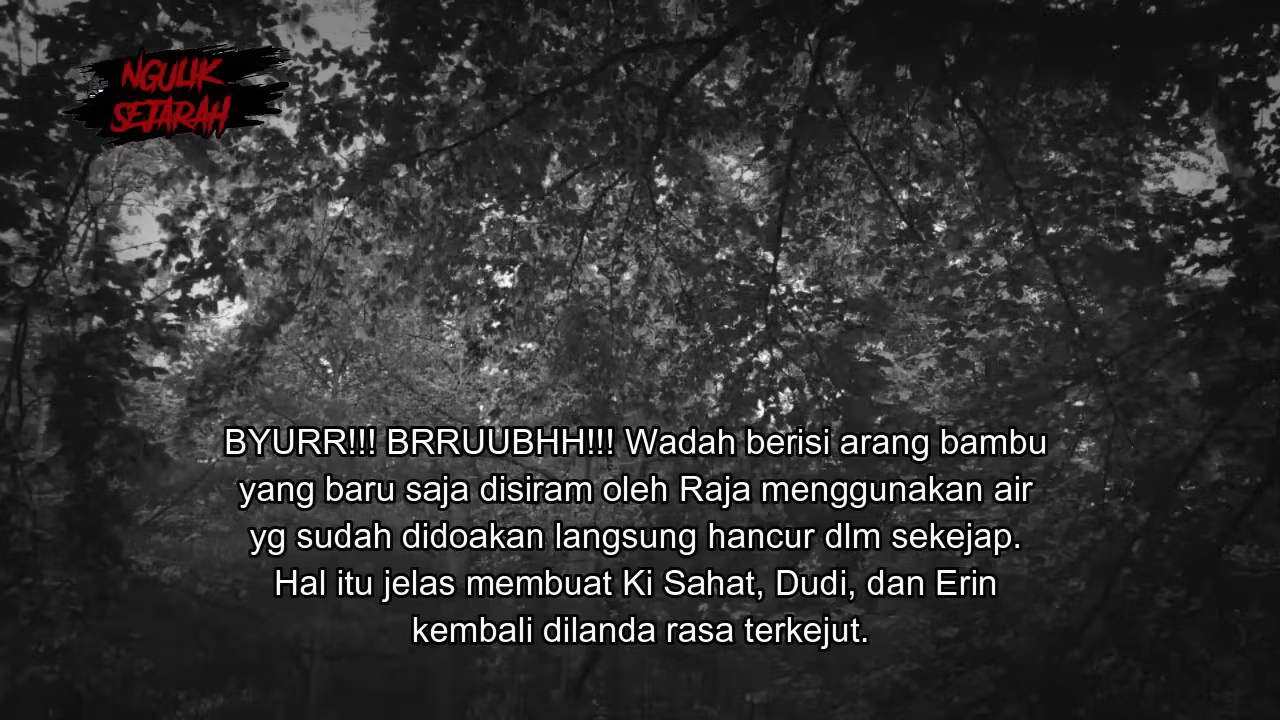 NGULIK
SEJARAH
BYURR!!! BRRUUBHH!!! Wadah berisi arang bambu
yang baru saja disiram oleh Raja menggunakan air
yg sudah didoakan langsung hancur dlm sekejap.
Hal itu jelas membuat Ki Sahat, Dudi, dan Erin
kembali dilanda rasa terkejut.